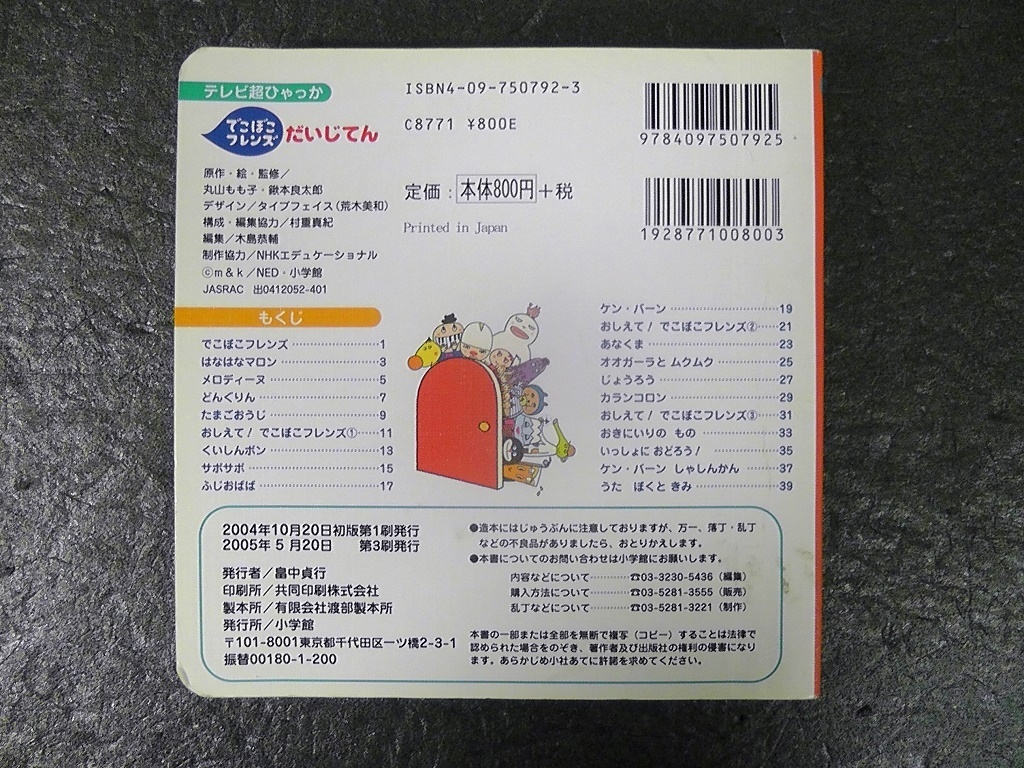 テレビ超ひゃっか
でこぼこ
フレンズ
だいじてん
原作・絵・監修／
丸山もも子・鍬本良太郎
デザイン／タイプフェイス（荒木美和）
構成・編集協力／村重真紀
編集／木島恭輔
制作協力／NHKエデュケーショナル
©m＆k／NED・小学館
JASRAC　出0412052-401
ISBN4-09-750792-3
C8771 ¥800E
定価：本体800円＋税
Printed in Japan
9784097507925
1928771008003
もくじ
でこぼこフレンズ……………1
はなはなマロン……………3
メロディーヌ……………5
どんぐりん……………7
たまごおうじ……………9
おしえて！でこぼこフレンズ①……11
くいしんボン……………13
サボサボ……………15
ふじおばば……………17
ケン・バーン……………19
おしえて！でこぼこフレンズ②……21
あなくま……………23
オオガーラと ムクムク……………25
じょうろう……………27
カランコロン……………29
おしえて！でこぼこフレンズ③……31
おきにいりの もの……………33
いっしょに おどろう！……………35
ケン・バーン しゃしんかん……37
うた　ぼくと きみ……………39
2004年10月20日初版第1刷発行
2005年 5 月20日　　第3刷発行
発行者／畠中貞行
印刷所／共同印刷株式会社
製本所／有限会社渡部製本所
発行所／小学館
〒101-8001東京都千代田区一ツ橋2-3-1
振替00180-1-200
●造本にはじゅうぶんに注意しておりますが、万一、落丁・乱丁
などの不良品がありましたら、おとりかえします。
●本書についてのお問い合わせは小学館にお願いします。
内容などについて…………☎03-3230-5436（編集）
購入方法について…………☎03-5281-3555（販売）
乱丁などについて…………☎03-5281-3221（制作）
本書の一部または全部を無断で複写（コピー）することは法律で
認められた場合をのぞき、著作者及び出版社の権利の侵害になり
ます。あらかじめ小社あてに許諾を求めてください。